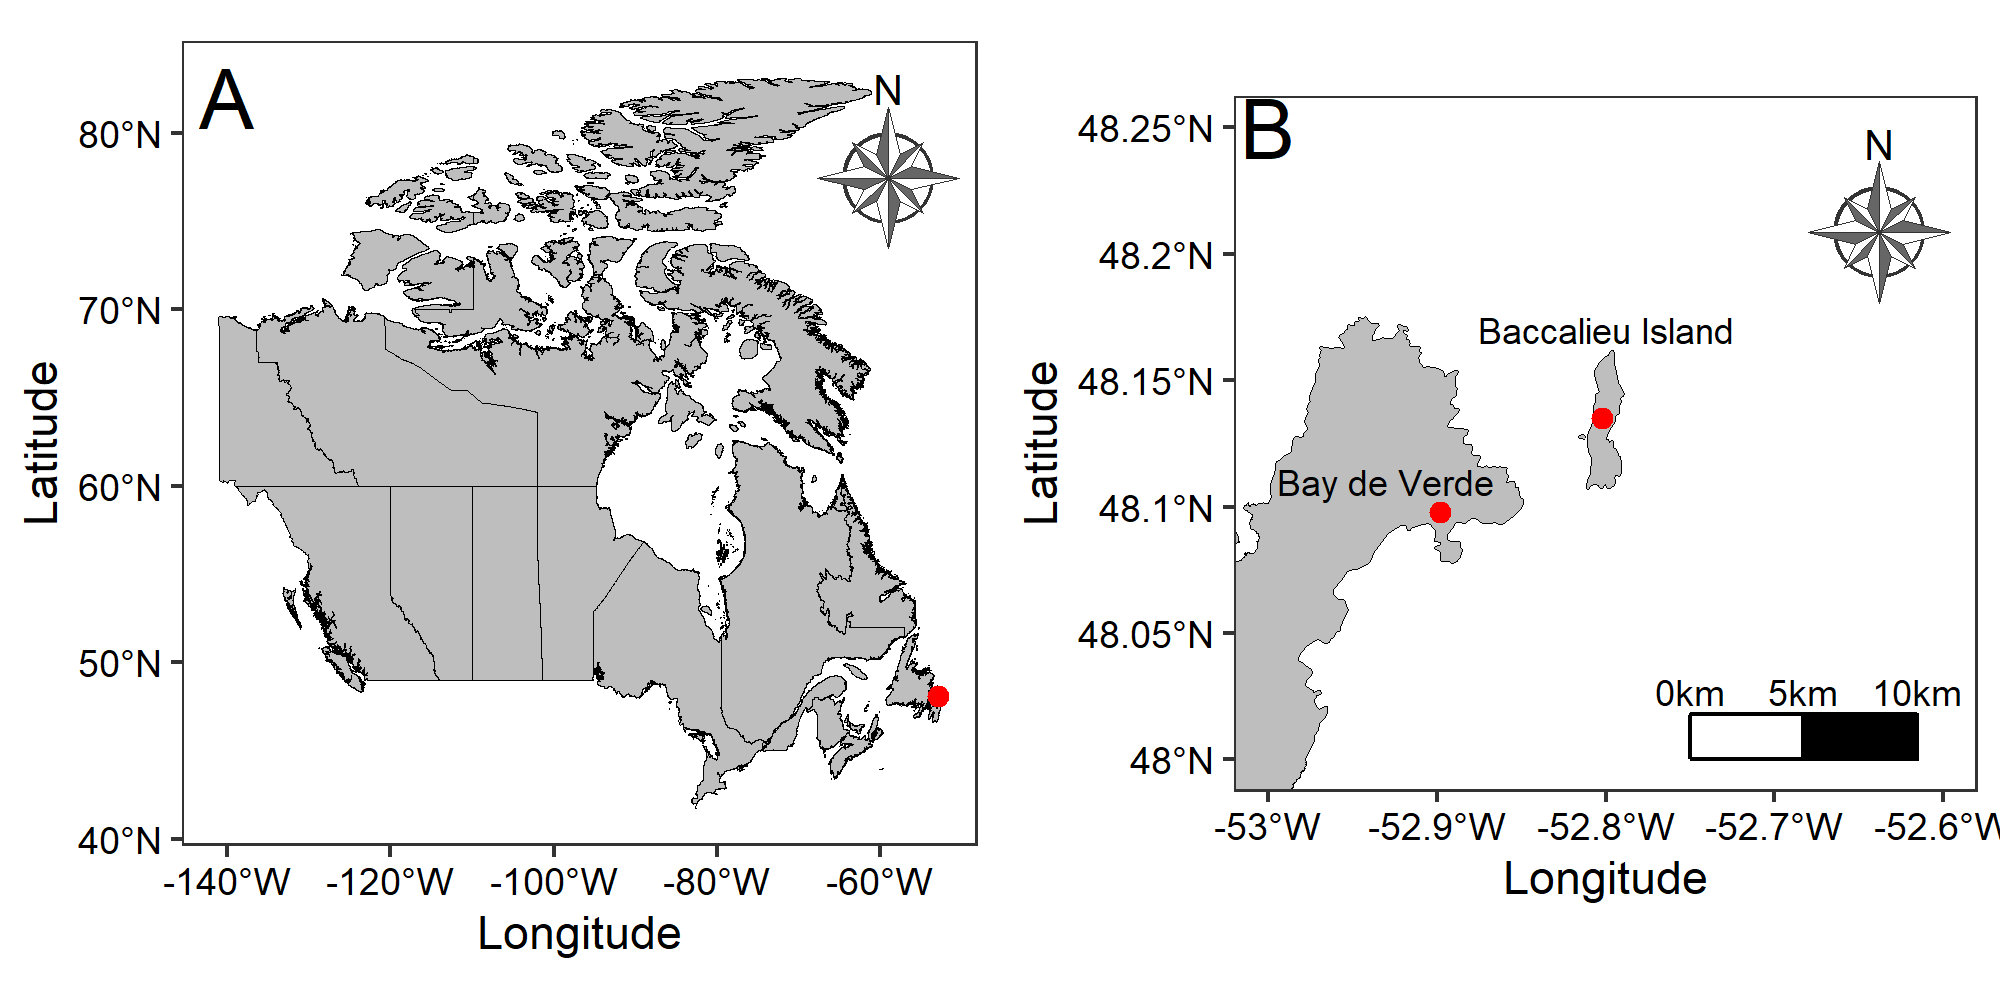 A
N
80°N
70°N
60°N
50°N
40°N
Latitude
-140°W -120°W -100°W -80°W -60°W
Longitude
B
N
48.25°N
48.2°N
48.15°N
48.1°N
48.05°N
48°N
Latitude
Baccalieu Island
Bay de Verde
0km 5km 10km
-53°W -52.9°W -52.8°W -52.7°W -52.6°W
Longitude